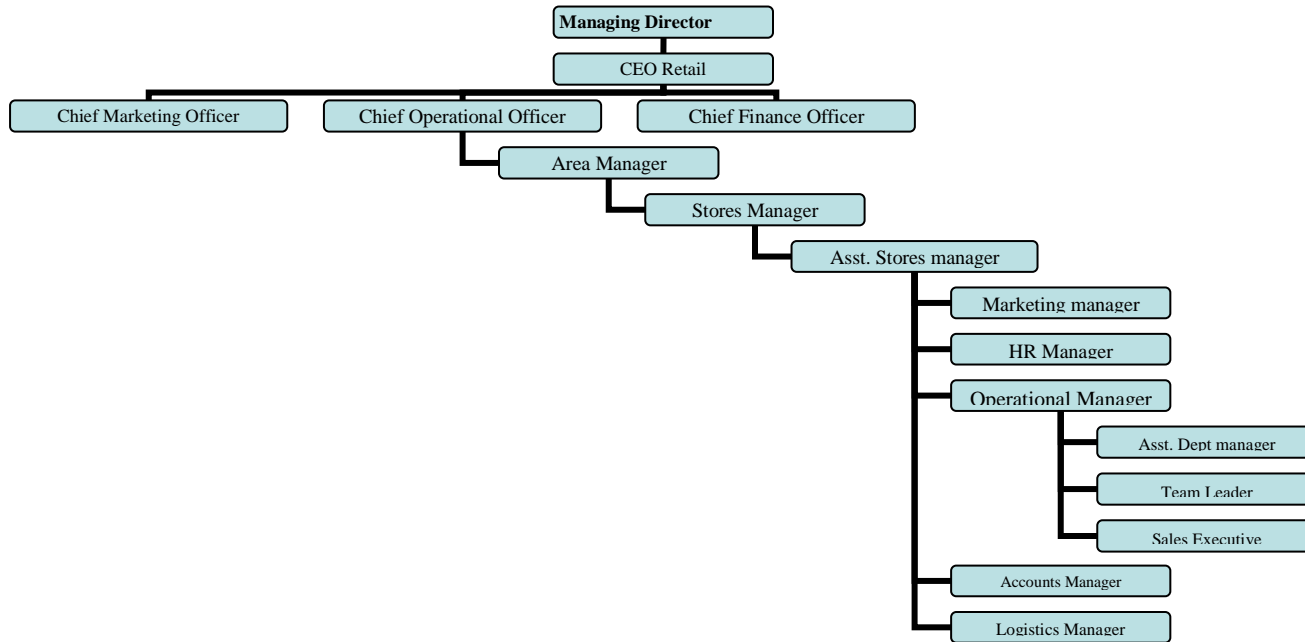 Managing Director
CEO Retail
Chief Marketing Officer
Chief Operational Officer
Chief Finance Officer
Area Manager
Stores Manager
Asst. Stores manager
Marketing manager
HR Manager
Operational Manager
Asst. Dept manager
Team Leader
Sales Executive
Accounts Manager
Logistics Manager